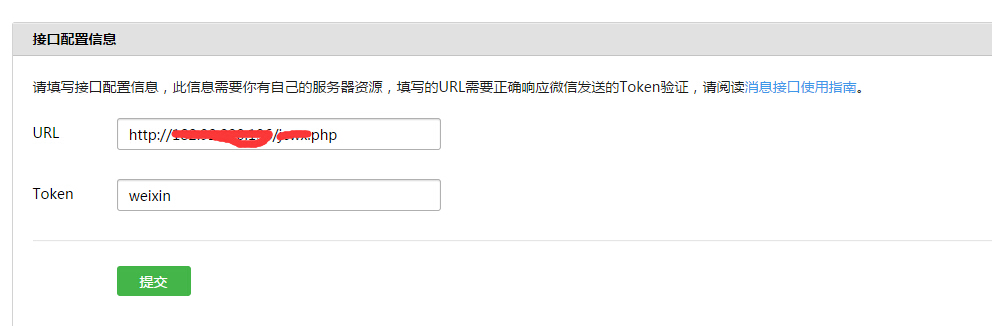 接口配置信息
请填写接口配置信息，此信息需要你有自己的服务器资源，填写的URL需要正确响应微信发送的Token验证，请阅读消息接口使用指南。
URL
http:// / .php
Token
weixin
提交